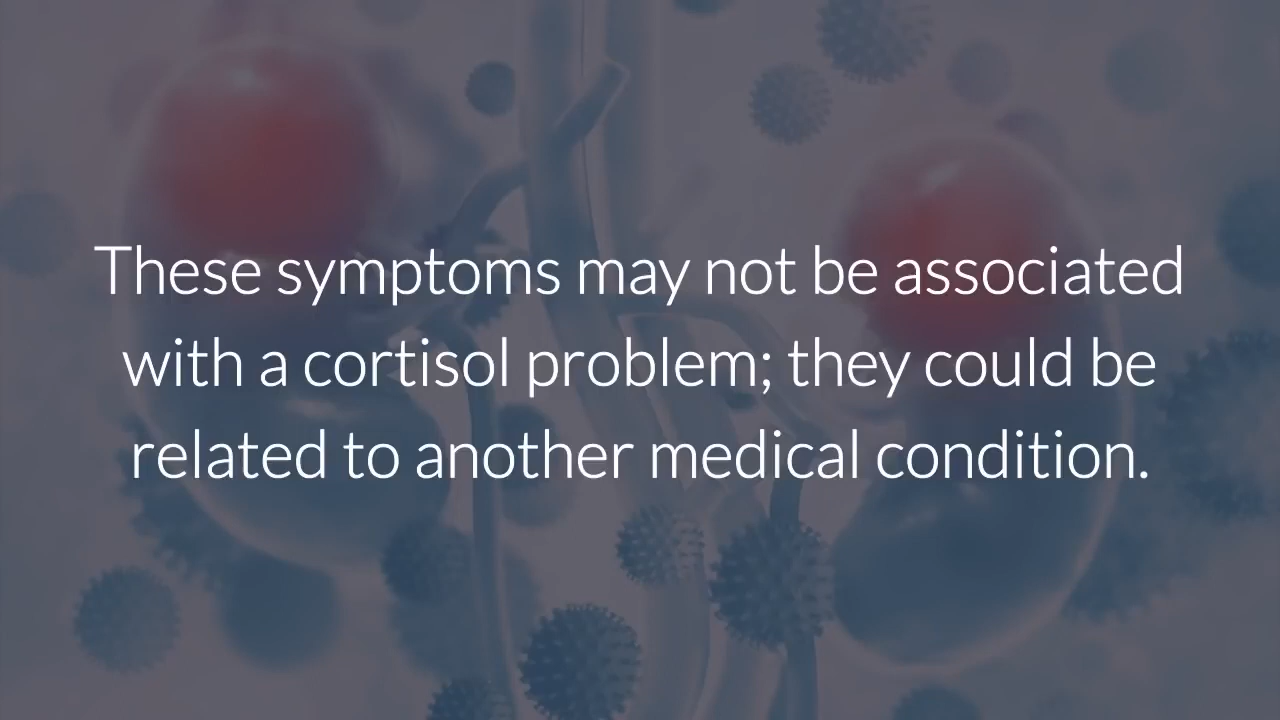 These symptoms may not be associated
with a cortisol problem; they could be
related to another medical condition.